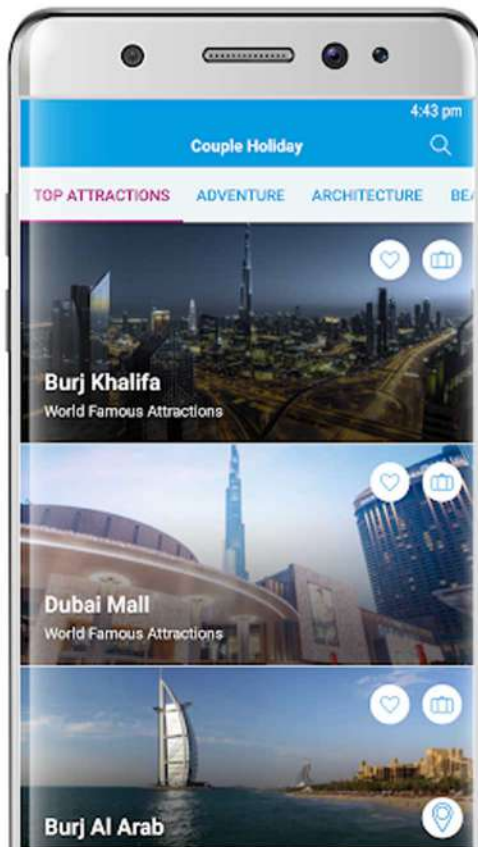 4:43 pm
Couple Holiday
TOP ATTRACTIONS ADVENTURE ARCHITECTURE BEA
Burj Khalifa
World Famous Attractions
Dubai Mall
World Famous Attractions
Burj Al Arab